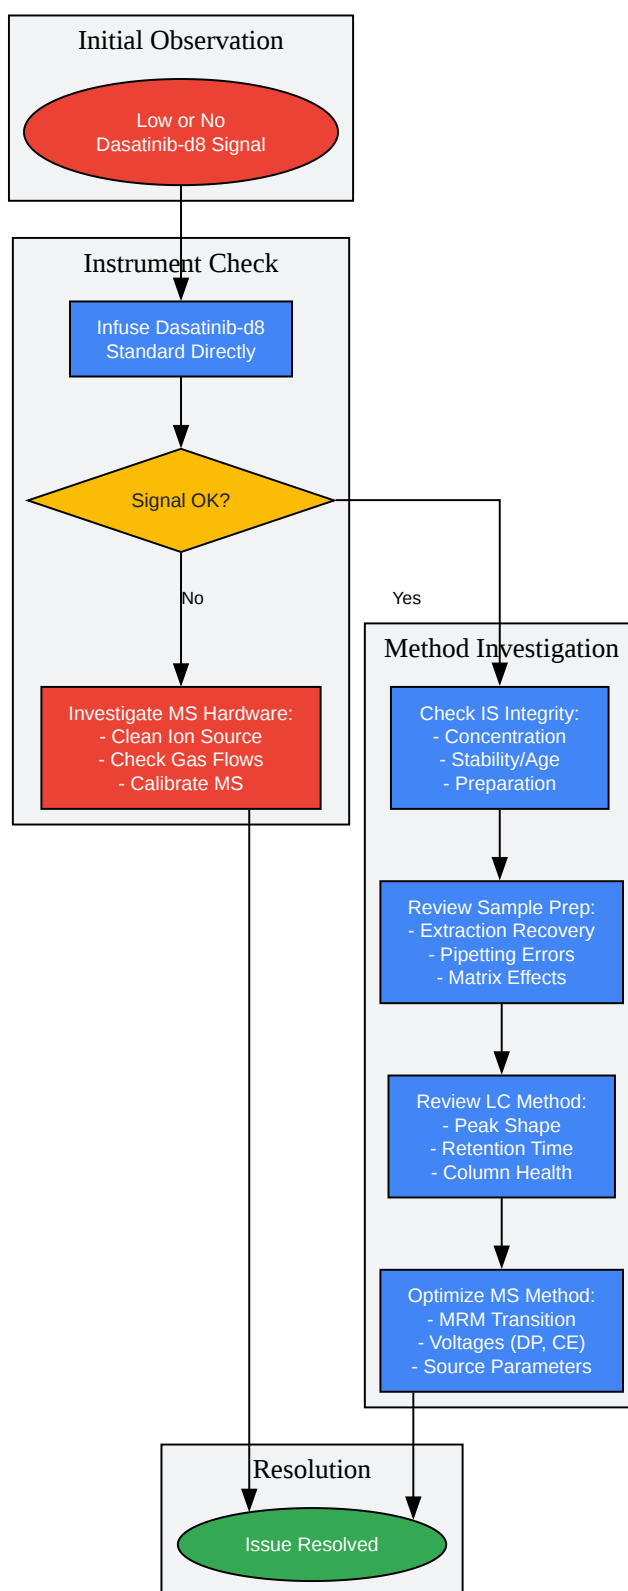 Initial Observation
Low or No
Dasatinib-d8 Signal
Instrument Check
Infuse Dasatinib-d8
Standard Directly
Signal OK?
No
Yes
Investigate MS Hardware:
- Clean Ion Source
- Check Gas Flows
- Calibrate MS
Method Investigation
Check IS Integrity:
- Concentration
- Stability/Age
- Preparation
Review Sample Prep:
- Extraction Recovery
- Pipetting Errors
- Matrix Effects
Review LC Method:
- Peak Shape
- Retention Time
- Column Health
Optimize MS Method:
- MRM Transition
- Voltages (DP, CE)
- Source Parameters
Resolution
Issue Resolved